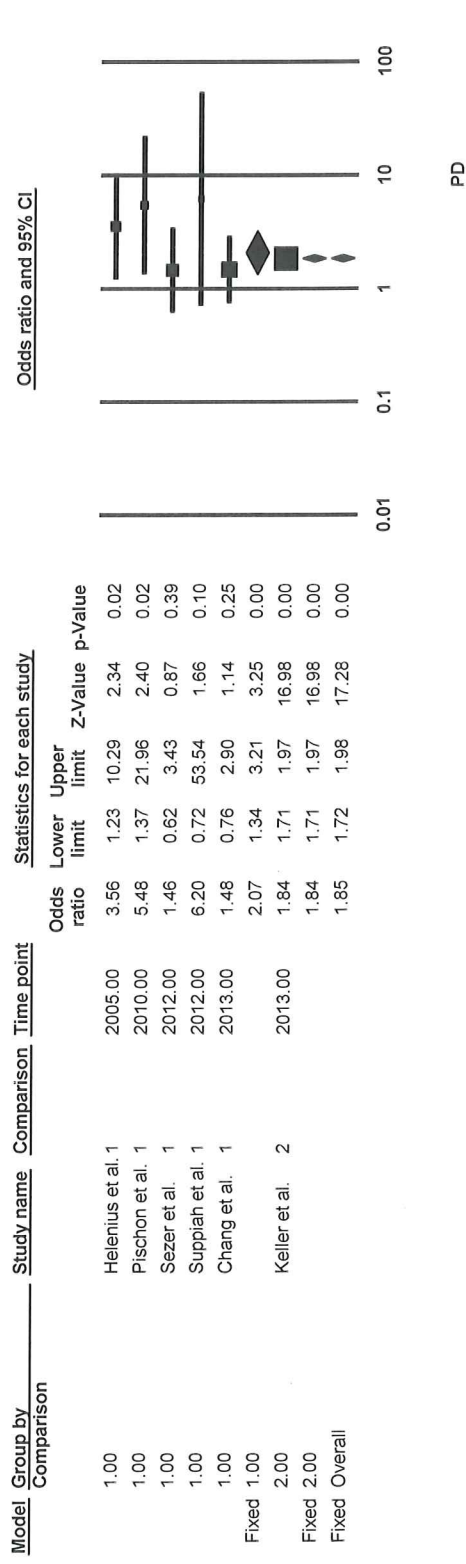 Model Group by Study name Comparison Time point Statistics for each study Odds ratio and 95% CI
Comparison
Odds Lower Upper
ratio limit limit Z-Value p-Value
1.00 Helenius et al. 1 2005.00 3.56 1.23 10.29 2.34 0.02
1.00 Pischon et al. 1 2010.00 5.48 1.37 21.96 2.40 0.02
1.00 Sezer et al. 1 2012.00 1.46 0.62 3.43 0.87 0.39
1.00 Suppiah et al. 1 2012.00 6.20 0.72 53.54 1.66 0.10
1.00 Chang et al. 1 2013.00 1.48 0.76 2.90 1.14 0.25
Fixed 1.00 2.07 1.34 3.21 3.25 0.00
2.00 Keller et al. 2 2013.00 1.84 1.71 1.97 16.98 0.00
Fixed 2.00 1.84 1.71 1.97 16.98 0.00
Fixed Overall 1.85 1.72 1.98 17.28 0.00
0.01 0.1 1 10 100
PD